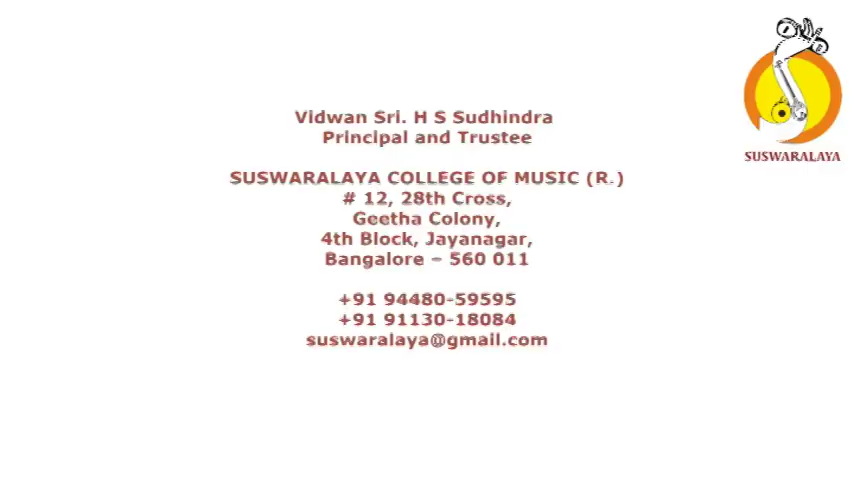 Vidwan Sri. H S Sudhindra
Principal and Trustee
SUSWARALAYA COLLEGE OF MUSIC (R.)
# 12, 28th Cross,
Geetha Colony,
4th Block, Jayanagar,
Bangalore – 560 011
+91 94480-59595
+91 91130-18084
suswaralaya@gmail.com
SUSWARALAYA